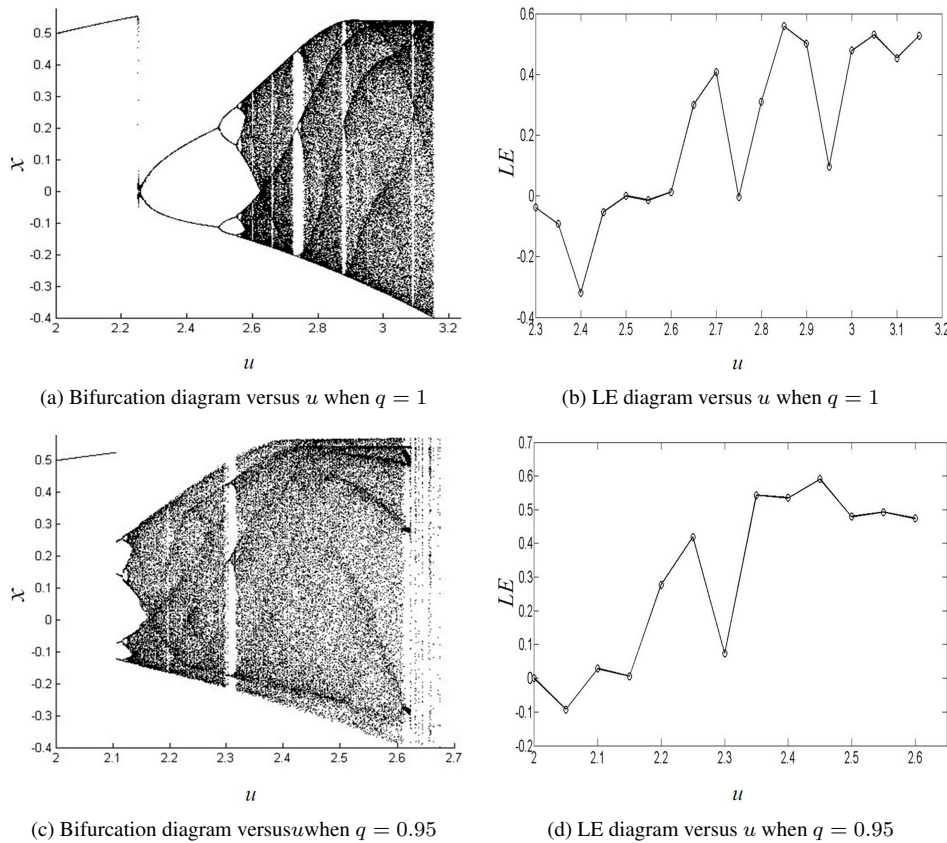 0.5
0.4
0.3
0.2
0.1
0
-0.1
-0.2
-0.3
-0.4
x
2 2.2 2.4 2.6 2.8 3 3.2
u
(a) Bifurcation diagram versus u when q = 1
0.6
0.4
0.2
0
0.2
0.4
LE
2.3 2.4 2.5 2.6 2.7 2.8 2.9 3 3.1 3.2
u
(b) LE diagram versus u when q = 1
0.5
0.4
0.3
0.2
0.1
0
-0.1
-0.2
-0.3
-0.4
x
2 2.1 2.2 2.3 2.4 2.5 2.6 2.7
u
(c) Bifurcation diagram versusuwhen q = 0.95
0.7
0.6
0.5
0.4
0.3
0.2
0.1
0
-0.1
-0.2
LE
2 2.1 2.2 2.3 2.4 2.5 2.6
u
(d) LE diagram versus u when q = 0.95